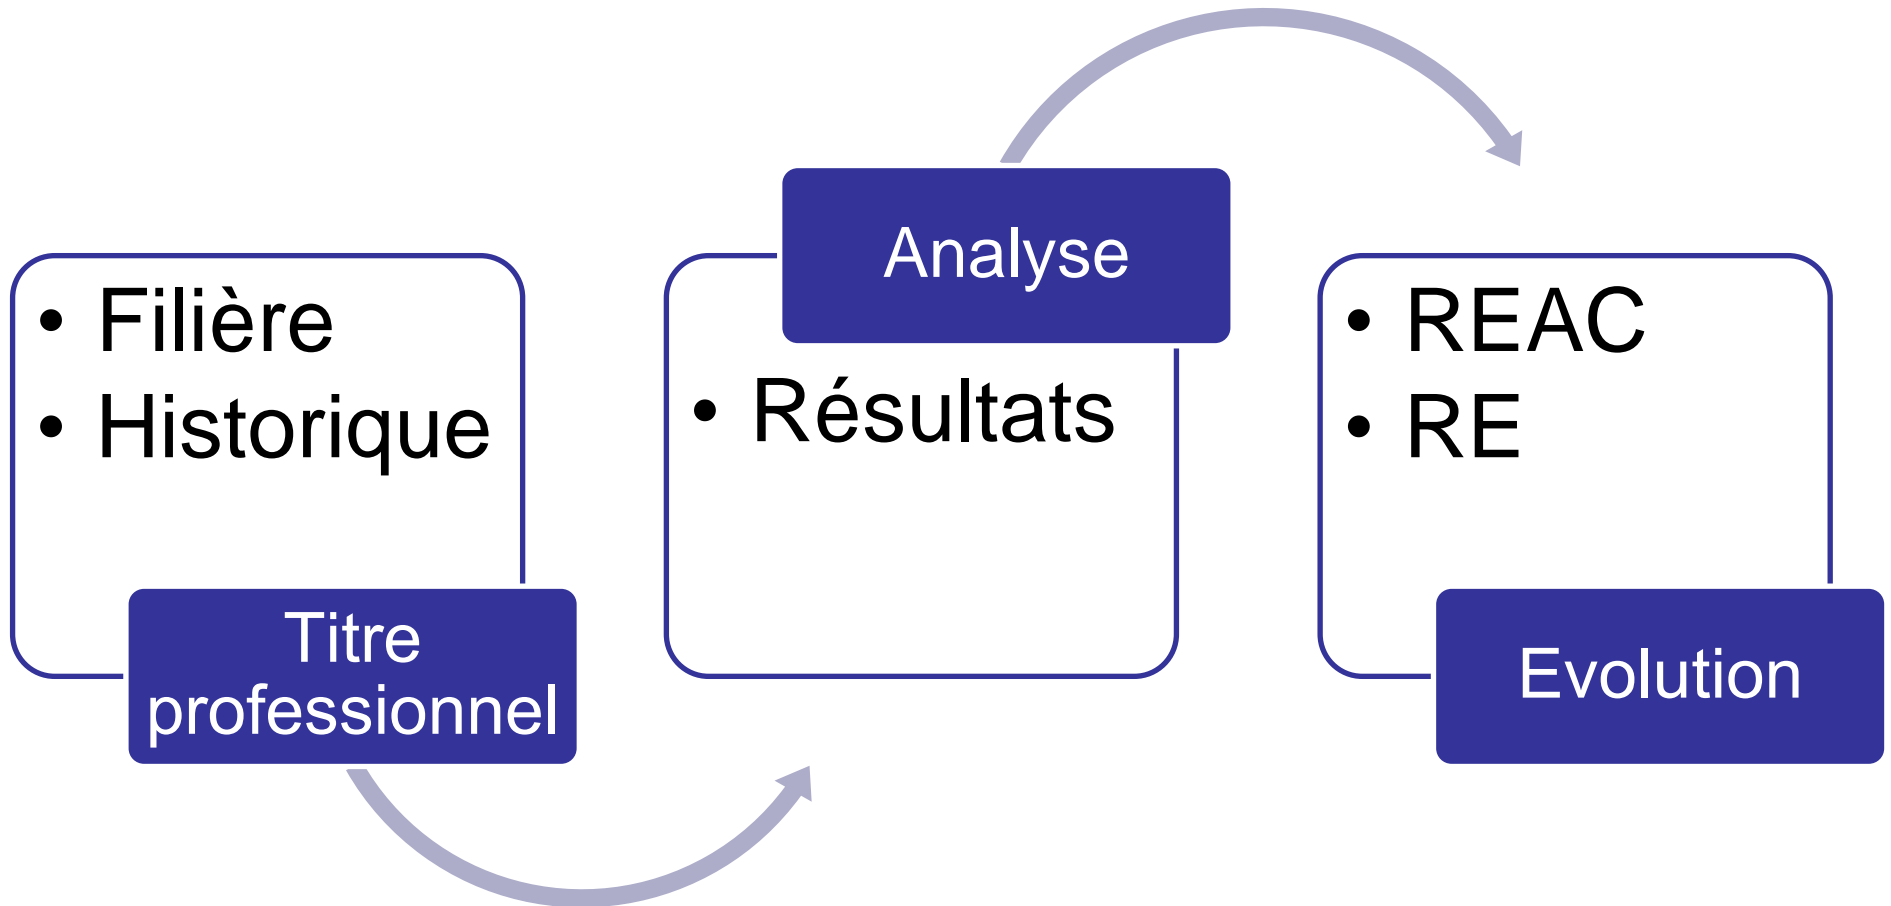 • Filière
• Historique
Titre
professionnel
Analyse
• Résultats
• REAC
• RE
Evolution